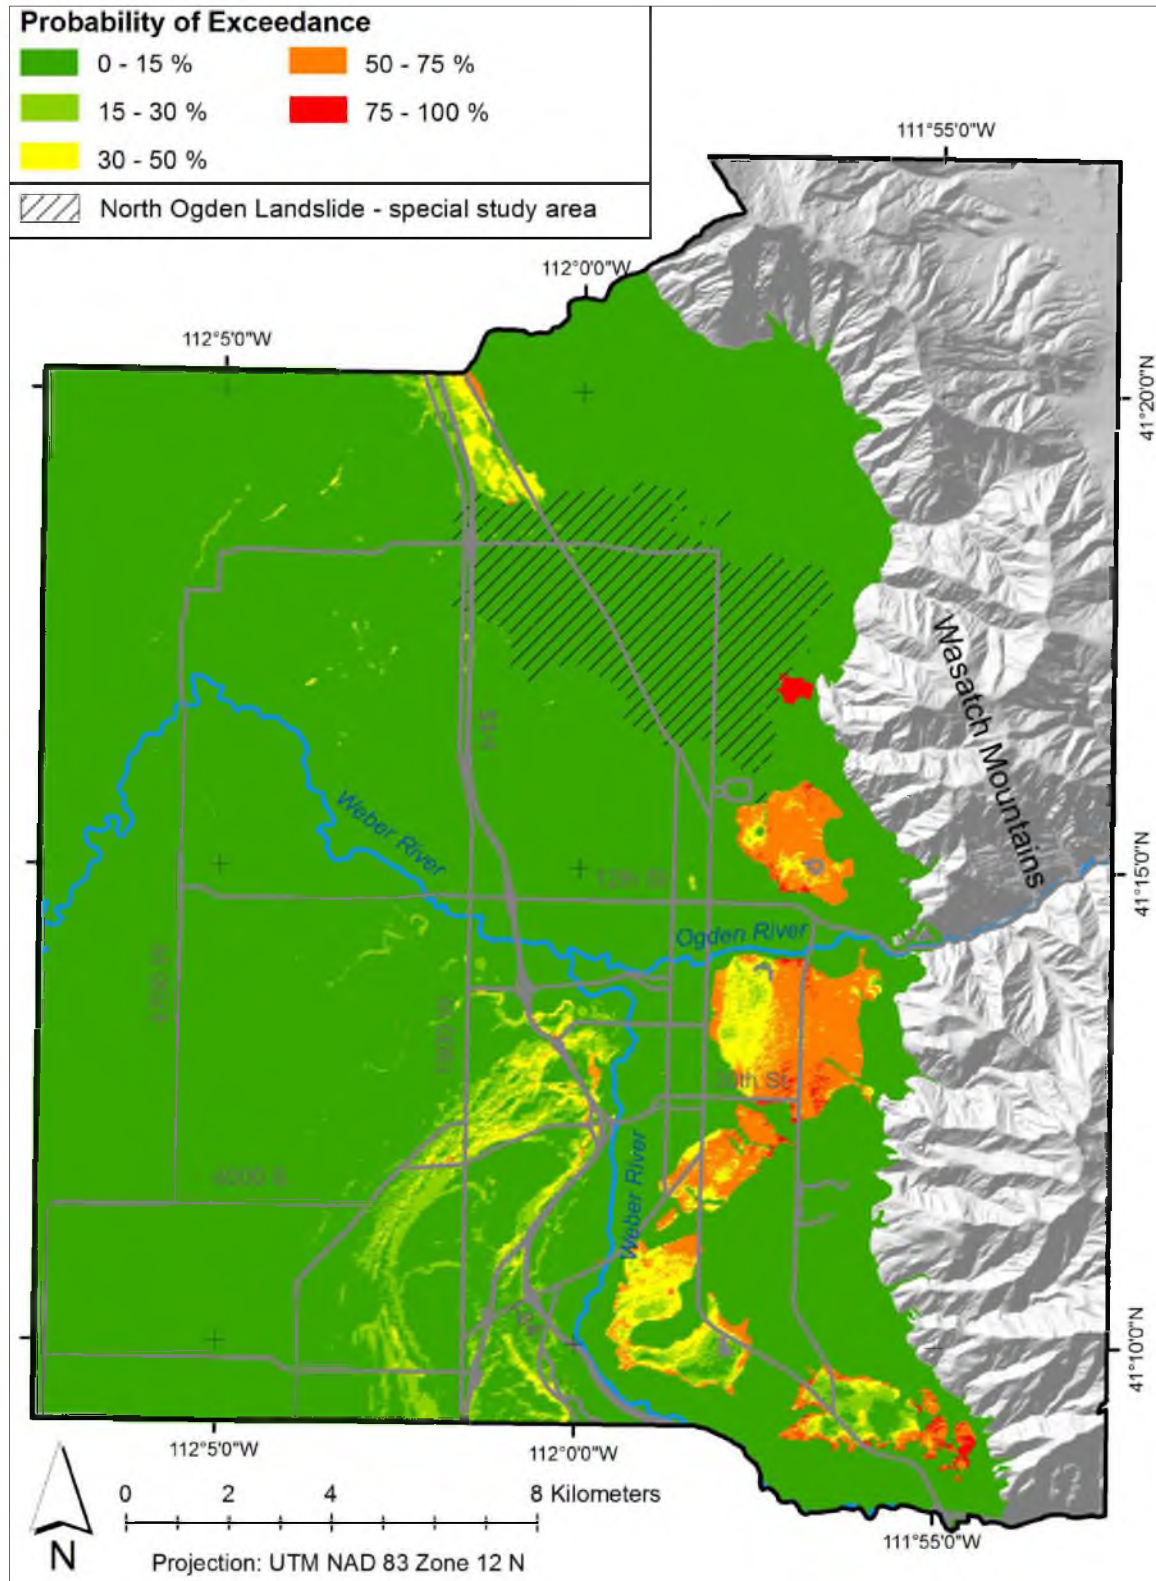 Probability of Exceedance
0 - 15 %
50 - 75 %
15 - 30 %
75 - 100 %
30 - 50 %
North Ogden Landslide - special study area
111°55'0"W
112°0'0"W
112°5'0"W
41°20'0"N
Wasatch Mountains
I-15
Weber River
41°15'0"N
12th St
Ogden River
Weber River
4000 S
41°10'0"N
112°5'0"W
112°0'0"W
111°55'0"W
0 2 4 8 Kilometers
N
Projection: UTM NAD 83 Zone 12 N